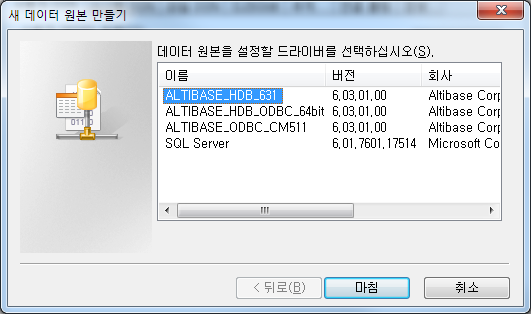 새 데이터 원본 만들기
데이터 원본을 설정할 드라이버를 선택하십시오(S).
이름 버전 회사
ALTIBASE_HDB_631 6.03.01.00 Altibase Corp
ALTIBASE_HDB_ODBC_64bit 6.03.01.00 Altibase Corp
ALTIBASE_ODBC_CM511 6.03.01.00 Altibase Corp
SQL Server 6.01.7601.17514 Microsoft Co
< 뒤로(B) 마침 취소